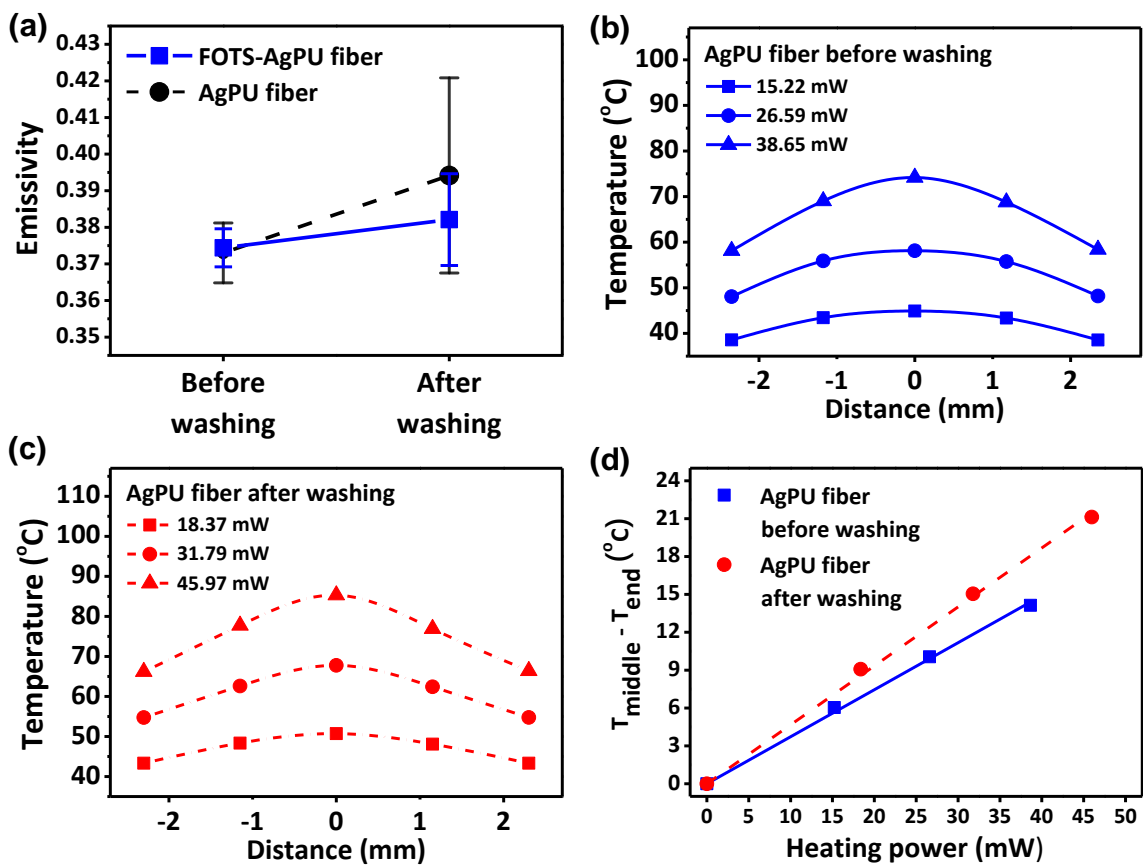 (a)
0.43
0.42
0.41
0.40
0.39
0.38
0.37
0.36
0.35
Emissivity
FOTS-AgPU fiber
AgPU fiber
Before
washing
After
washing
(b)
100
90
80
70
60
50
40
Temperature (°C)
AgPU fiber before washing
15.22 mW
26.59 mW
38.65 mW
-2 -1 0 1 2
Distance (mm)
(c)
110
100
90
80
70
60
50
40
Temperature (°C)
AgPU fiber after washing
18.37 mW
31.79 mW
45.97 mW
-2 -1 0 1 2
Distance (mm)
(d)
24
21
18
15
12
9
6
3
0
Tmiddle - Tend (°C)
AgPU fiber
before washing
AgPU fiber
after washing
0 5 10 15 20 25 30 35 40 45 50
Heating power (mW)